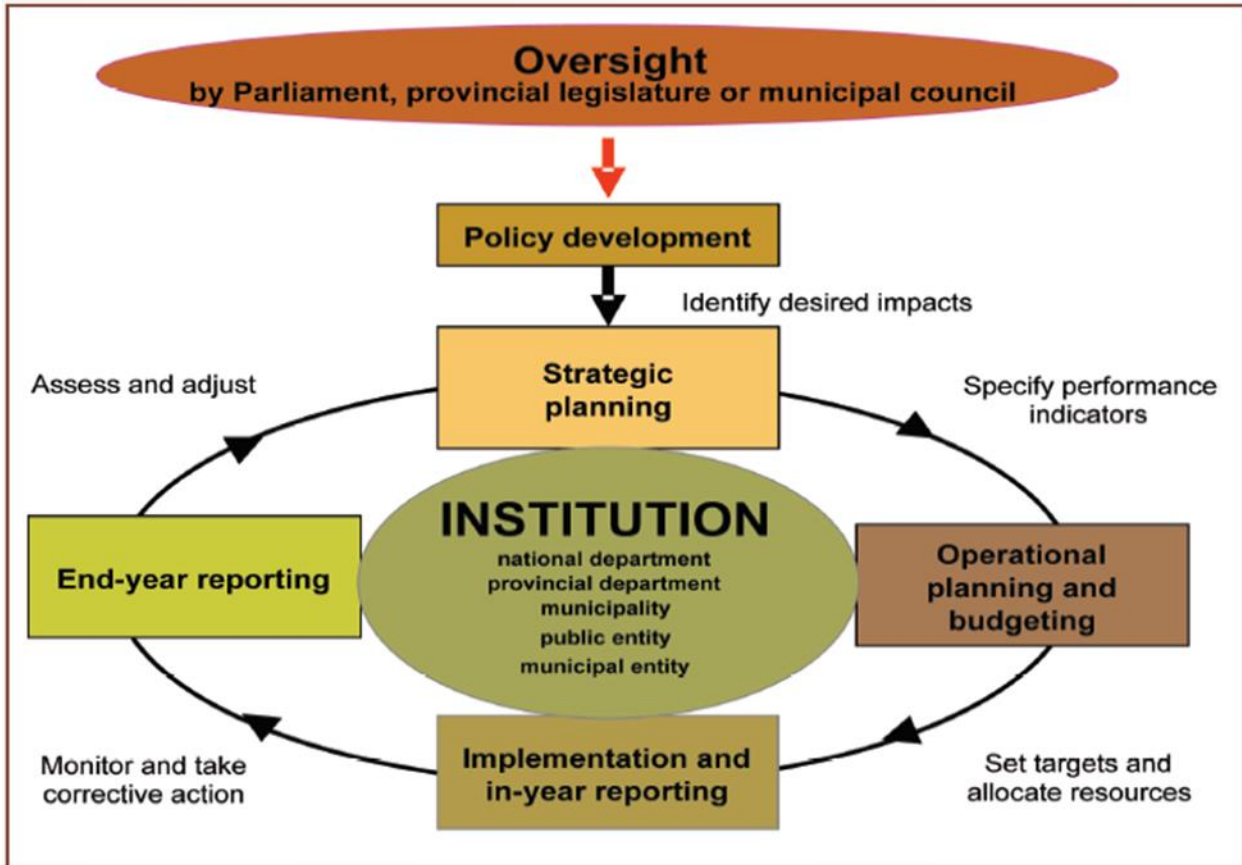 Oversight
by Parliament, provincial legislature or municipal council
Policy development
Identify desired impacts
Strategic
planning
Assess and adjust
Specify performance
indicators
INSTITUTION
national department
provincial department
municipality
public entity
municipal entity
End-year reporting
Operational
planning and
budgeting
Implementation and
in-year reporting
Monitor and take
corrective action
Set targets and
allocate resources